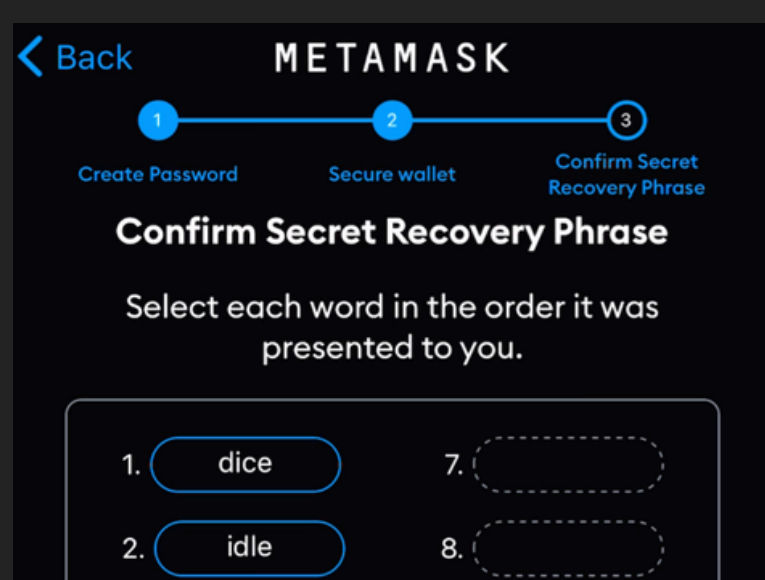 Back
METAMASK
1
2
3
Create Password
Secure wallet
Confirm Secret
Recovery Phrase
Confirm Secret Recovery Phrase
Select each word in the order it was
presented to you.
1. dice
7.
2. idle
8.